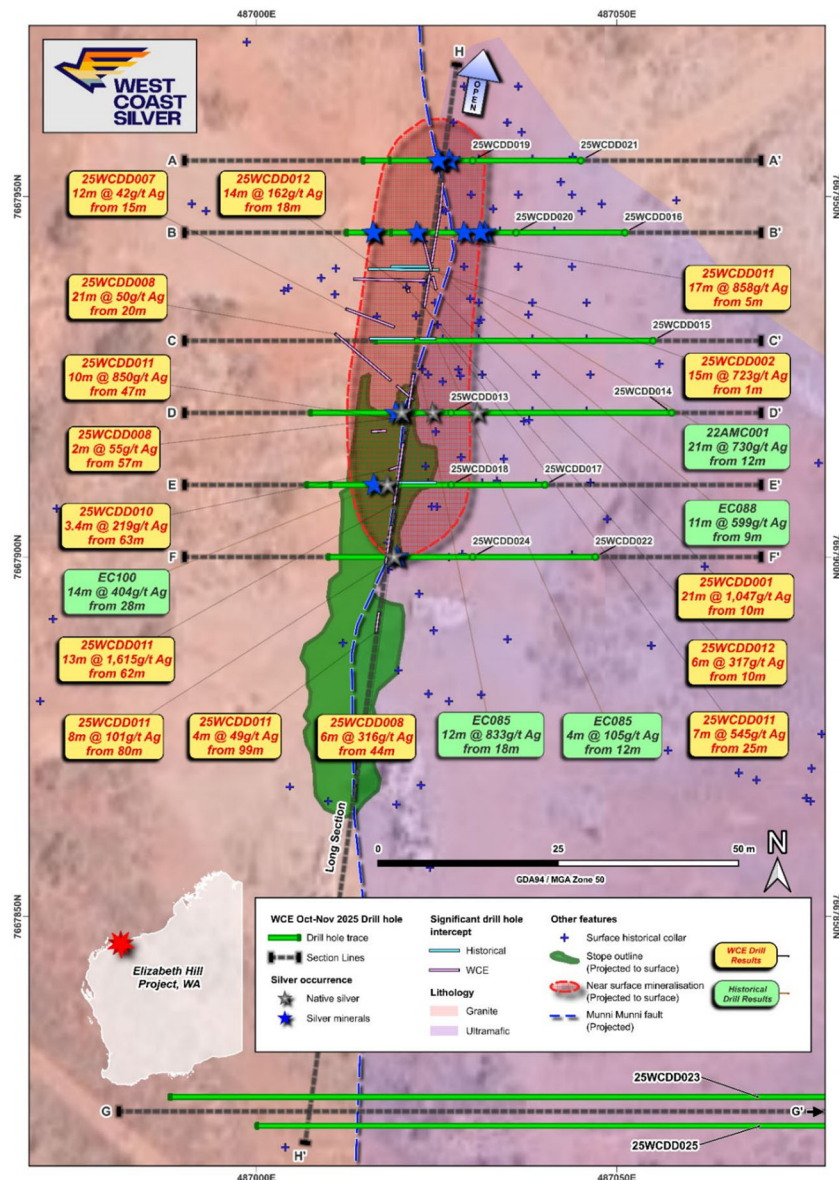 487000
487050
WEST
COAST
SILVER
H
OPEN
A
25WCDD019
25WCDD021
A'
25WCDD007
12m @ 42g/t Ag
from 15m
25WCDD012
14m @ 162g/t Ag
from 18m
7667950N
7667950N
B
25WCDD020
25WCDD016
B'
25WCDD011
17m @ 858g/t Ag
from 5m
25WCDD008
21m @ 50g/t Ag
from 20m
C
25WCDD015
C'
25WCDD011
10m @ 850g/t Ag
from 47m
25WCDD002
15m @ 723g/t Ag
from 1m
D
25WCDD013
25WCDD014
D'
25WCDD008
2m @ 55g/t Ag
from 57m
22AMC001
21m @ 730g/t Ag
from 12m
E
25WCDD018
25WCDD017
E'
25WCDD010
3.4m @ 219g/t Ag
from 63m
EC088
11m @ 599g/t Ag
from 9m
F
25WCDD024
25WCDD022
F'
7667900N
7667900N
EC100
14m @ 404g/t Ag
from 28m
25WCDD001
21m @ 1,047g/t Ag
from 10m
25WCDD011
13m @ 1,615g/t Ag
from 62m
25WCDD012
6m @ 317g/t Ag
from 10m
25WCDD011
8m @ 101g/t Ag
from 80m
25WCDD011
4m @ 49g/t Ag
from 99m
25WCDD008
6m @ 316g/t Ag
from 44m
EC085
12m @ 833g/t Ag
from 18m
EC085
4m @ 105g/t Ag
from 12m
25WCDD011
7m @ 545g/t Ag
from 25m
Long Section
N
0
25
50 m
GDA94 / MGA Zone 50
7667850N
7667850N
Elizabeth Hill
Project, WA
WCE Oct-Nov 2025 Drill hole
Drill hole trace
Section Lines
Silver occurrence
Native silver
Silver minerals
Significant drill hole
intercept
Historical
WCE
Lithology
Granite
Ultramafic
Other features
Surface historical collar
Stope outline
(Projected to surface)
Near surface mineralisation
(Projected to surface)
Munni Munni fault
(Projected)
WCE Drill
Results
Historical
Drill Results
25WCDD023
G
G'
25WCDD025
H'
487000
487050